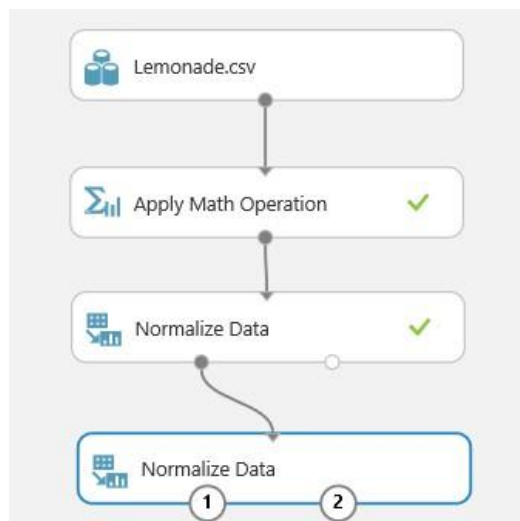 Lemonade.csv
Apply Math Operation
Normalize Data
Normalize Data
1 2